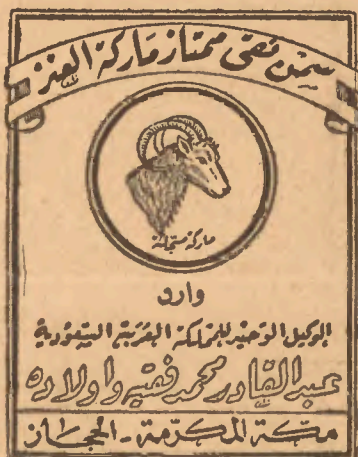 سمن نقي ممتاز ماركة العنز
ماركة مسجلة
وارد
الوكيل الوحيد للمملكة العربية السعودية
عبد القادر محمد فقيه واولاده
مكة المكرمة - الحجاز